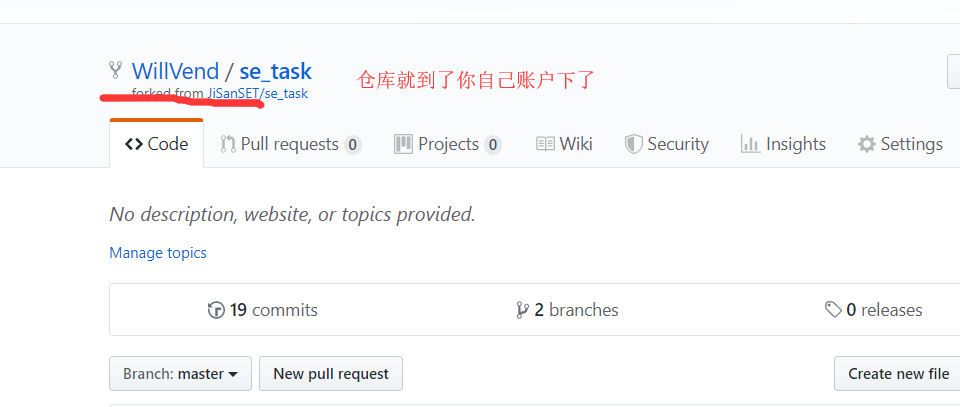 WillVend / se_task
forked from JiSanSET/se_task
仓库就到了你自己账户下了
Code Pull requests 0 Projects 0 Wiki Security Insights Settings
No description, website, or topics provided.
Manage topics
19 commits 2 branches 0 releases
Branch: master New pull request Create new file